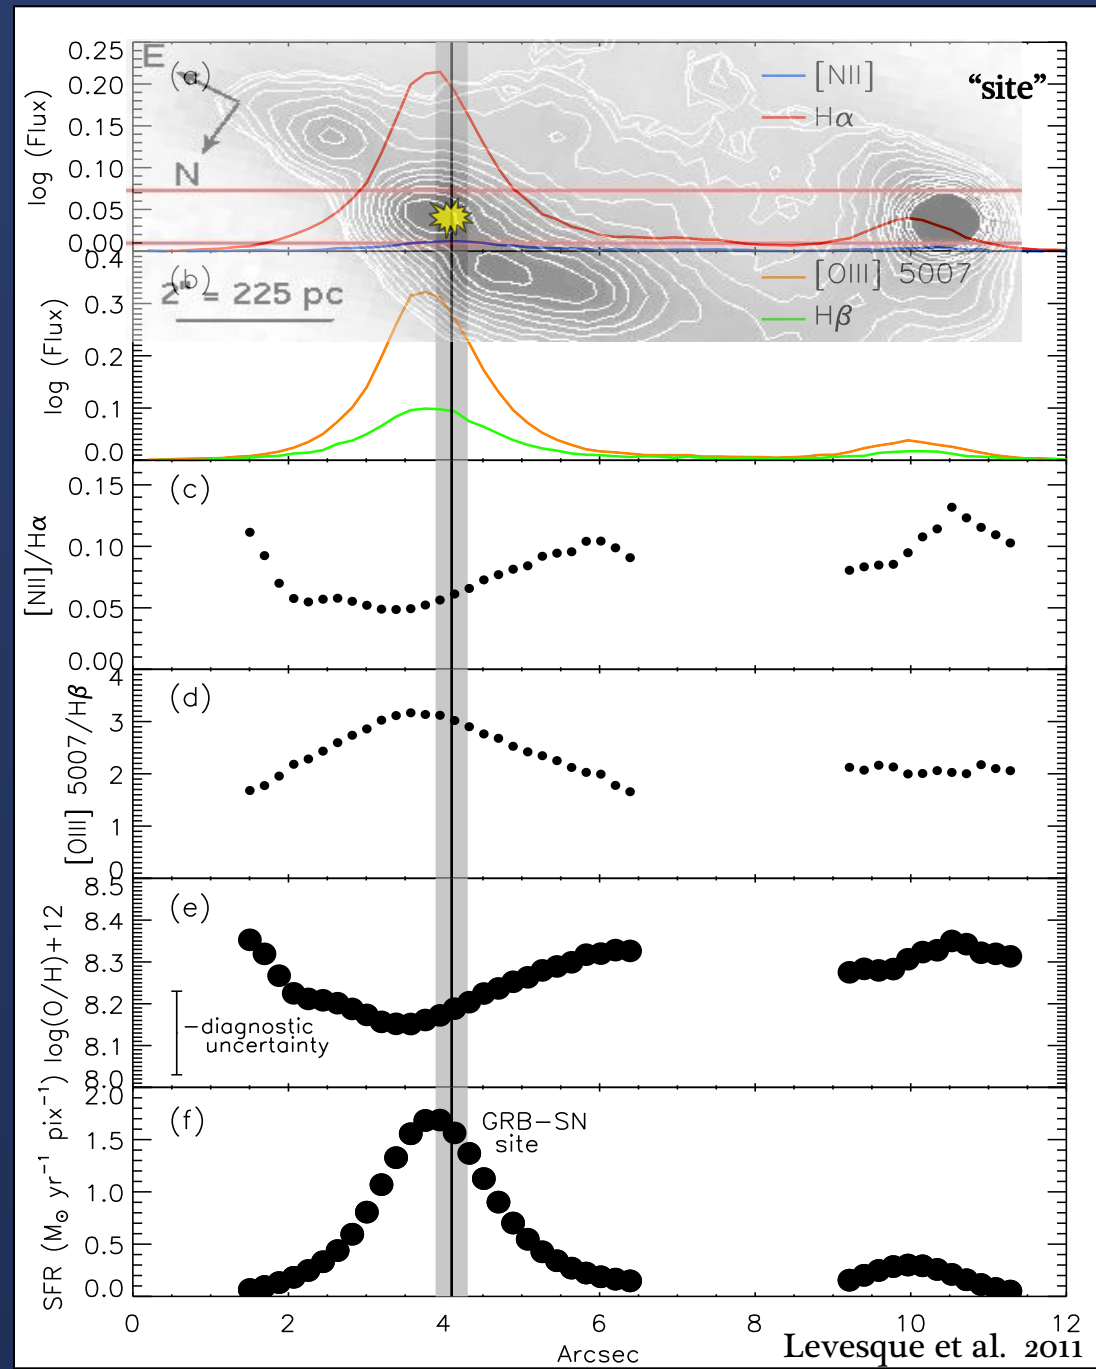 0.25
0.20
0.15
0.10
0.05
0.00
log (Flux)
E
N
(a)
[NII]
Hα
"site"
0.4
0.3
0.2
0.1
0.0
log (Flux)
(b)
2" = 225 pc
[OIII] 5007
Hβ
0.15
0.10
0.05
0.00
[NII]/Hα
(c)
4
3
2
1
0
[OIII] 5007/Hβ
(d)
8.5
8.4
8.3
8.2
8.1
8.0
log(O/H)+12
(e)
–diagnostic
uncertainty
2.0
1.5
1.0
0.5
0.0
SFR (M⊙ yr⁻¹ pix⁻¹)
(f)
GRB–SN
site
0 2 4 6 8 10 12
Arcsec
Levesque et al. 2011